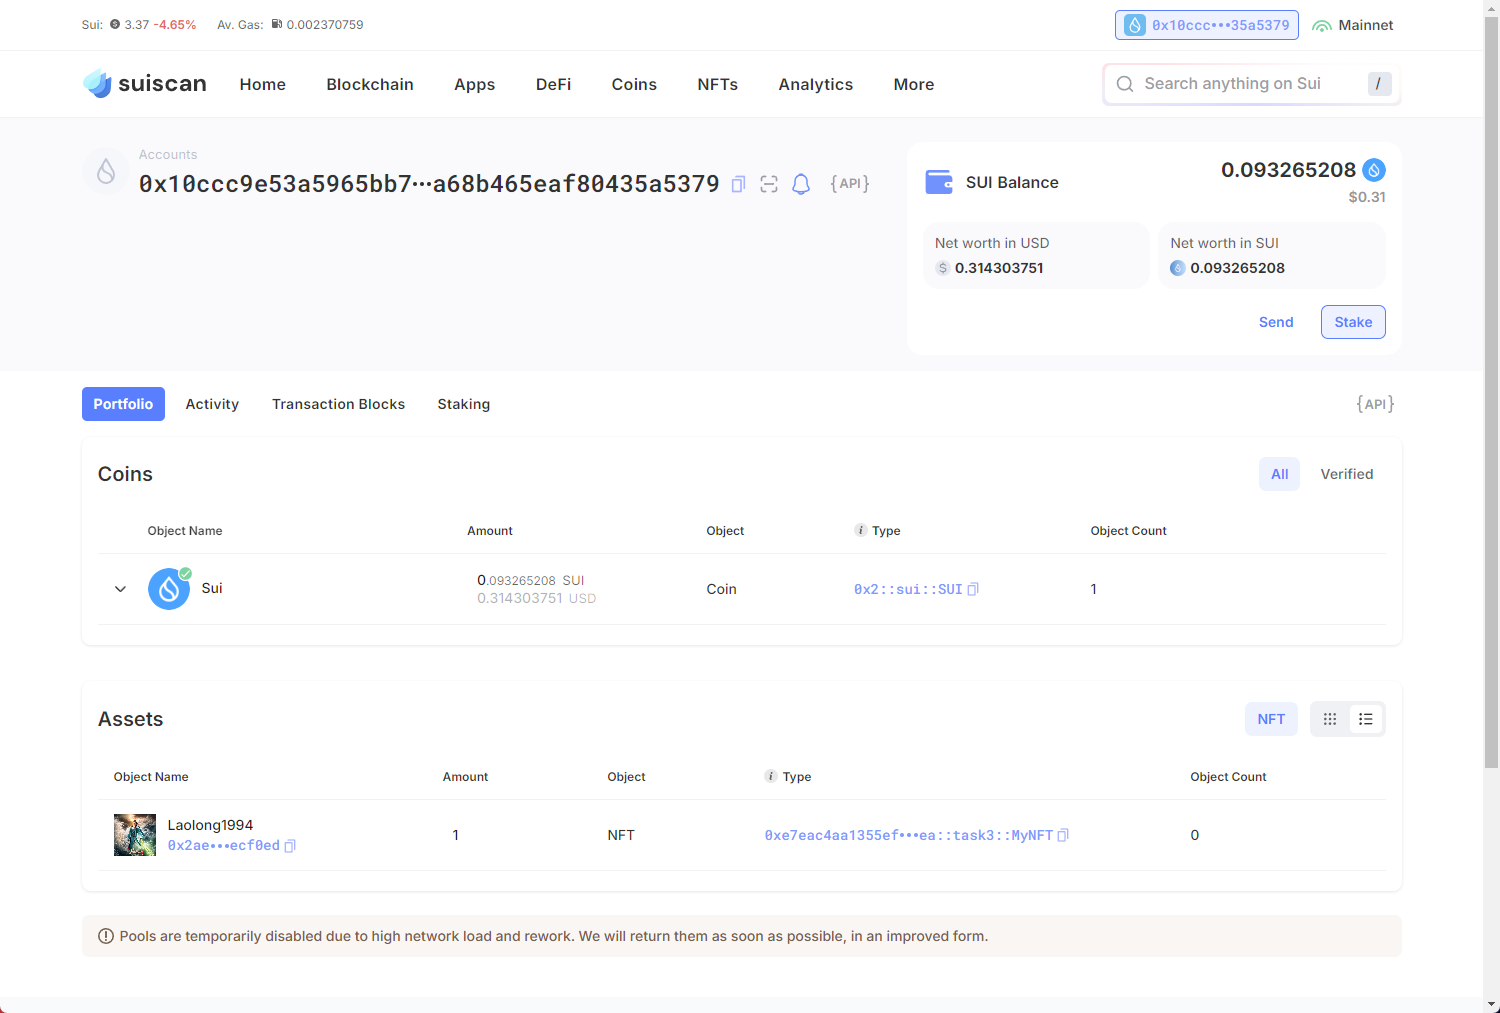 Sui: 3.37 -4.65% Av. Gas: 0.002370759
0x10ccc•••35a5379 Mainnet
suiscan Home Blockchain Apps DeFi Coins NFTs Analytics More
Search anything on Sui /
Accounts
0x10ccc9e53a5965bb7•••a68b465eaf80435a5379 {API}
SUI Balance
0.093265208
$0.31
Net worth in USD
$ 0.314303751
Net worth in SUI
0.093265208
Send Stake
Portfolio Activity Transaction Blocks Staking {API}
Coins All Verified
Object Name Amount Object i Type Object Count
Sui 0.093265208 SUI Coin 0x2::sui::SUI 1
0.314303751 USD
Assets NFT
Object Name Amount Object i Type Object Count
Laolong1994 1 NFT 0xe7eac4aa1355ef•••ea::task3::MyNFT 0
0x2ae•••ecf0ed
Pools are temporarily disabled due to high network load and rework. We will return them as soon as possible, in an improved form.